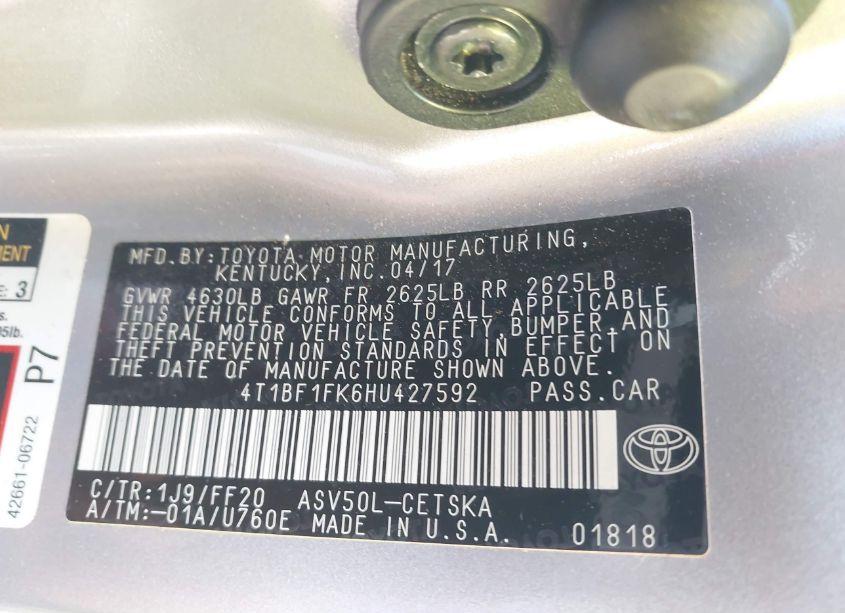 MFD.BY:TOYOTA MOTOR MANUFACTURING,
KENTUCKY,INC.04/17
GVWR 4630LB GAWR FR 2625LB RR 2625LB
THIS VEHICLE CONFORMS TO ALL APPLICABLE
FEDERAL MOTOR VEHICLE SAFETY,BUMPER,AND
THEFT PREVENTION STANDARDS IN EFFECT ON
THE DATE OF MANUFACTURE SHOWN ABOVE.
4T1BF1FK6HU427592 PASS.CAR
C/TR:1J9/FF20 ASV50L-CETSKA
A/TM:-01A/U760E MADE IN U.S.A. 01818
3
P7
42661-06722